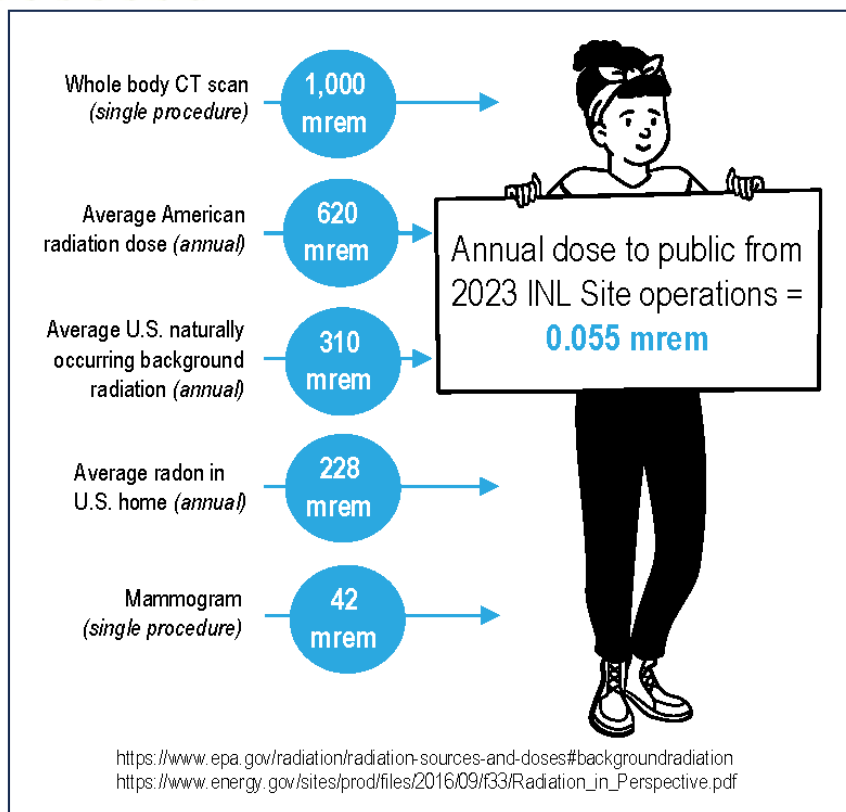 Whole body CT scan
(single procedure)
1,000
mrem
Average American
radiation dose (annual)
620
mrem
Average U.S. naturally
occurring background
radiation (annual)
310
mrem
Average radon in
U.S. home (annual)
228
mrem
Mammogram
(single procedure)
42
mrem
Annual dose to public from
2023 INL Site operations =
0.055 mrem
https://www.epa.gov/radiation/radiation-sources-and-doses#backgroundradiation
https://www.energy.gov/sites/prod/files/2016/09/f33/Radiation_in_Perspective.pdf